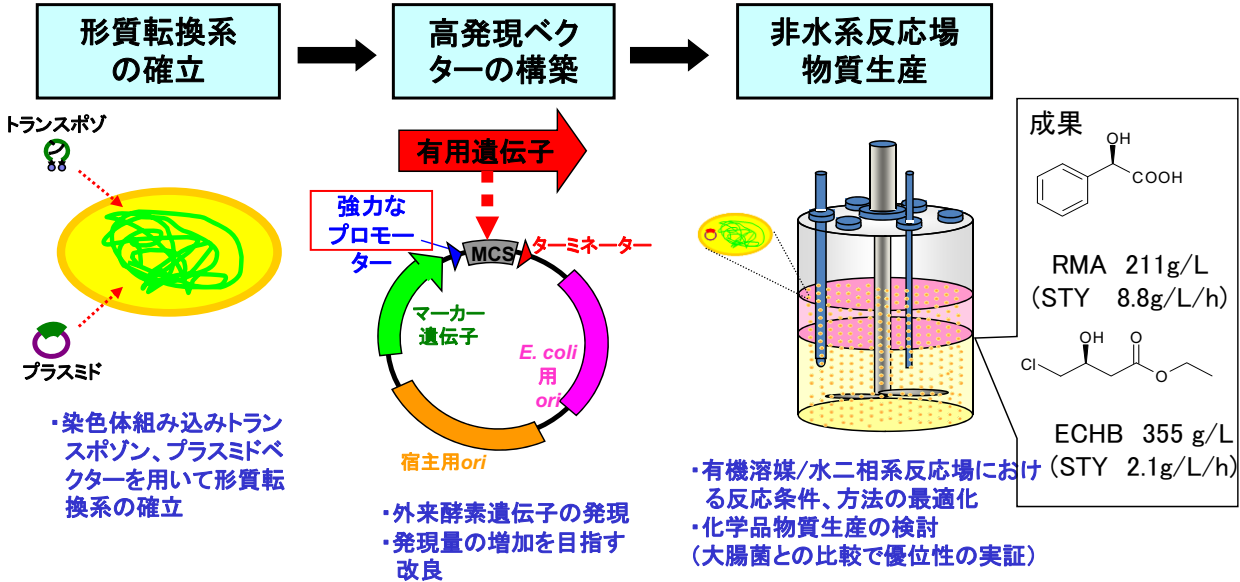 形質転換系
の確立
高発現ベク
ターの構築
非水系反応場
物質生産
トランスポゾ
プラスミド
・染色体組み込みトラン
スポゾン、プラスミドベ
クターを用いて形質転
換系の確立
有用遺伝子
強力な
プロモー
ター
MCS
ターミネーター
マーカー
遺伝子
E. coli
用
ori
宿主用ori
・外来酵素遺伝子の発現
・発現量の増加を目指す
改良
・有機溶媒/水二相系反応場におけ
る反応条件、方法の最適化
・化学品物質生産の検討
(大腸菌との比較で優位性の実証)
成果
OH
COOH
RMA 211g/L
(STY 8.8g/L/h)
OH
O
Cl
O
ECHB 355 g/L
(STY 2.1g/L/h)